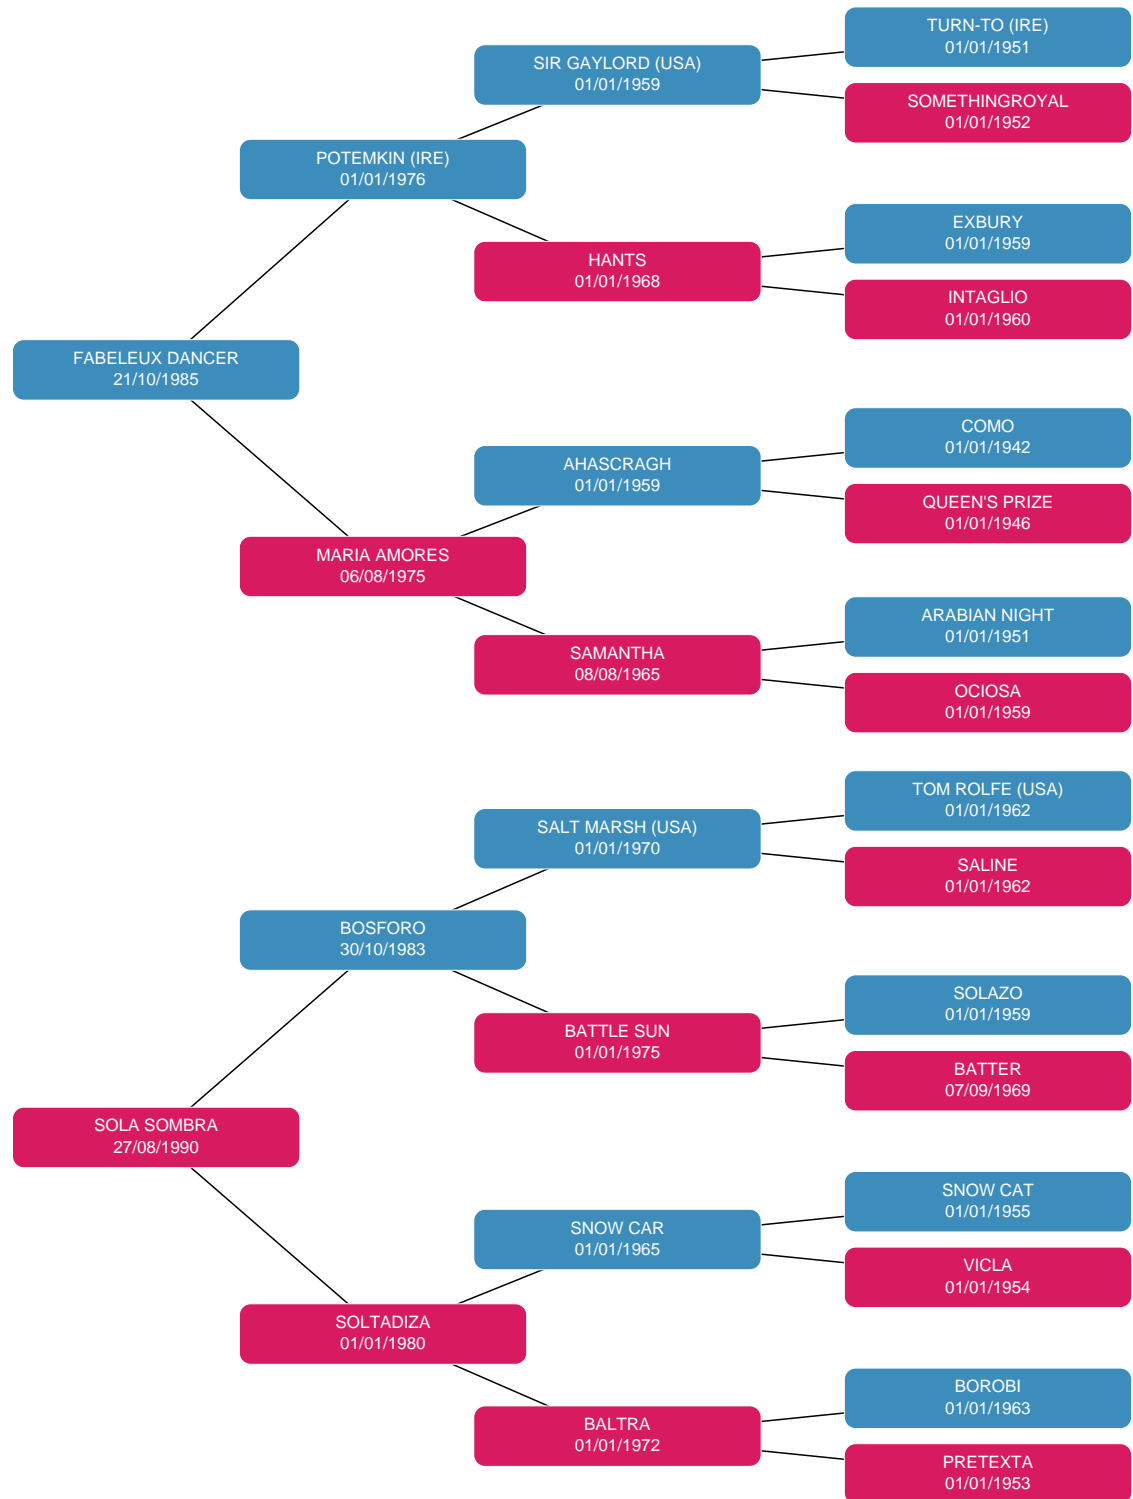 TURN-TO (IRE)
01/01/1951
SIR GAYLORD (USA)
01/01/1959
SOMETHINGROYAL
01/01/1952
POTEMKIN (IRE)
01/01/1976
EXBURY
01/01/1959
HANTS
01/01/1968
INTAGLIO
01/01/1960
FABELEUX DANCER
21/10/1985
COMO
01/01/1942
AHASCRAGH
01/01/1959
QUEEN'S PRIZE
01/01/1946
MARIA AMORES
06/08/1975
ARABIAN NIGHT
01/01/1951
SAMANTHA
08/08/1965
OCIOSA
01/01/1959
TOM ROLFE (USA)
01/01/1962
SALT MARSH (USA)
01/01/1970
SALINE
01/01/1962
BOSFORO
30/10/1983
SOLAZO
01/01/1959
BATTLE SUN
01/01/1975
BATTER
07/09/1969
SOLA SOMBRA
27/08/1990
SNOW CAT
01/01/1955
SNOW CAR
01/01/1965
VICLA
01/01/1954
SOLTADIZA
01/01/1980
BOROBI
01/01/1963
BALTRA
01/01/1972
PRETEXTA
01/01/1953